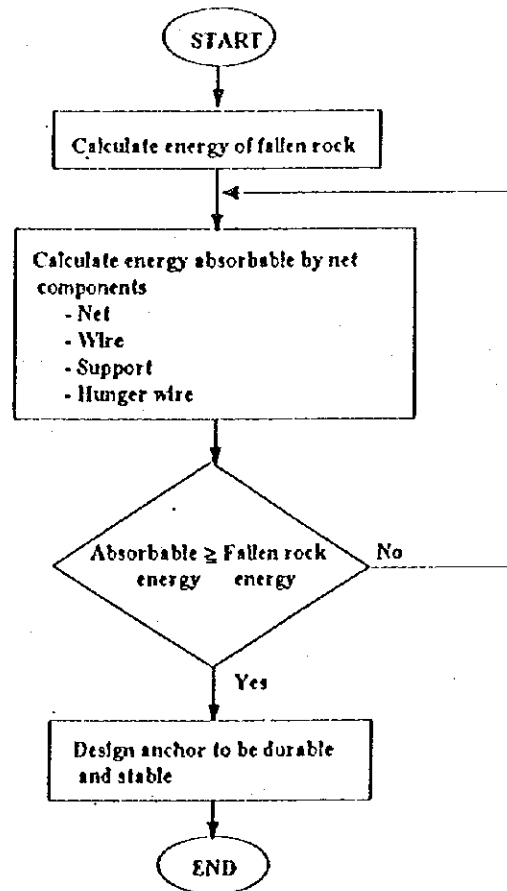 START
Calculate energy of fallen rock
Calculate energy absorbable by net
components
- Net
- Wire
- Support
- Hunger wire
Absorbable ≧ Fallen rock
energy energy
No
Yes
Design anchor to be durable
and stable
END